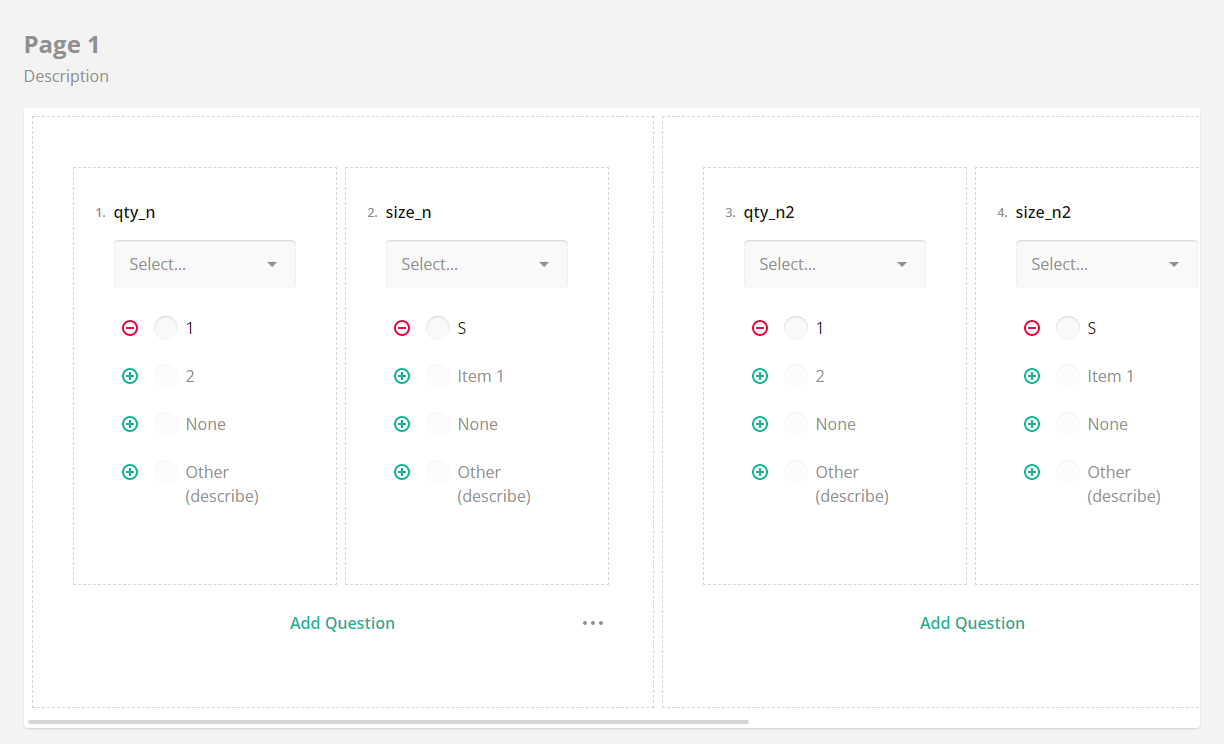 Page 1
Description
1. qty_n
Select...
1
2
None
Other
(describe)
2. size_n
Select...
S
Item 1
None
Other
(describe)
Add Question
3. qty_n2
Select...
1
2
None
Other
(describe)
4. size_n2
Select...
S
Item 1
None
Other
(describe)
Add Question